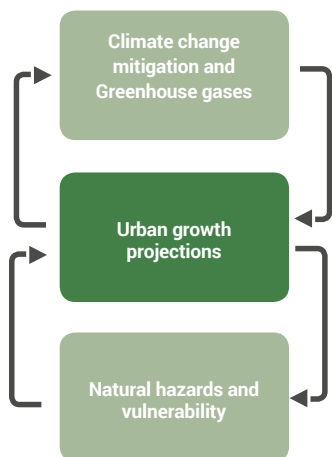 Climate change
mitigation and
Greenhouse gases
Urban growth
projections
Natural hazards and
vulnerability